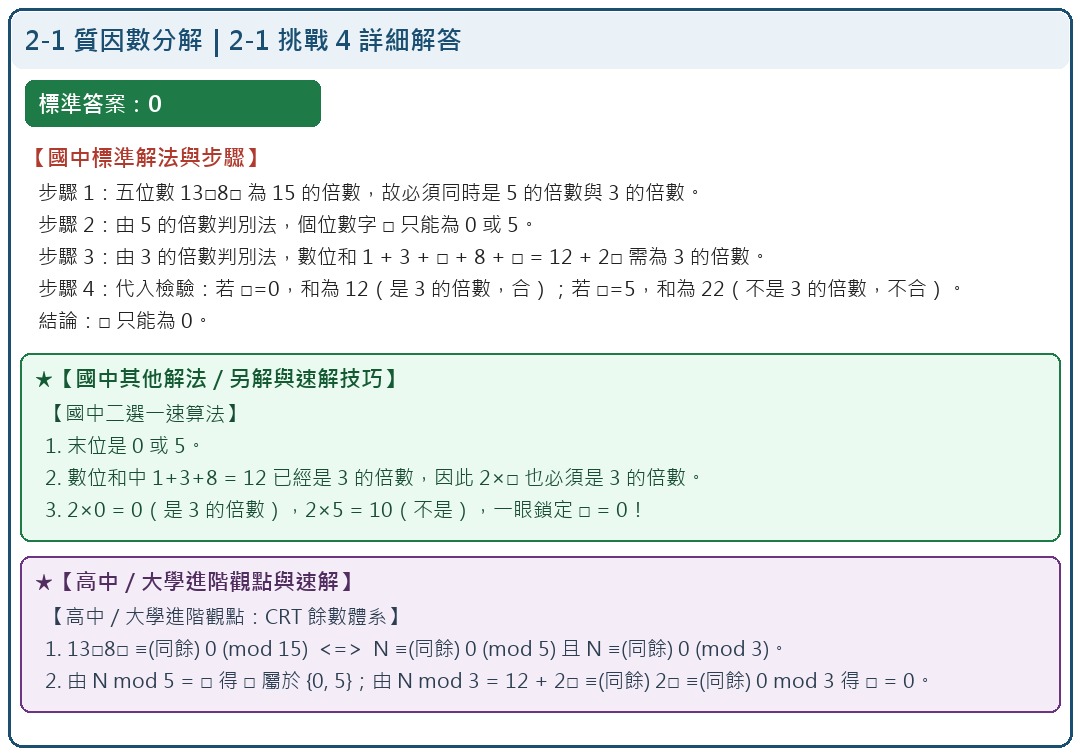 2-1 質因數分解 | 2-1 挑戰 4 詳細解答
標準答案：0
【國中標準解法與步驟】
步驟 1：五位數 13□8□ 為 15 的倍數，故必須同時是 5 的倍數與 3 的倍數。
步驟 2：由 5 的倍數判別法，個位數字 □ 只能為 0 或 5。
步驟 3：由 3 的倍數判別法，數位和 1 + 3 + □ + 8 + □ = 12 + 2□ 需為 3 的倍數。
步驟 4：代入檢驗：若 □=0，和為 12（是 3 的倍數，合）；若 □=5，和為 22（不是 3 的倍數，不合）。
結論：□ 只能為 0。
★【國中其他解法 / 另解與速解技巧】
【國中二選一速算法】
1. 末位是 0 或 5。
2. 數位和中 1+3+8 = 12 已經是 3 的倍數，因此 2×□ 也必須是 3 的倍數。
3. 2×0 = 0（是 3 的倍數），2×5 = 10（不是），一眼鎖定 □ = 0！
★【高中 / 大學進階觀點與速解】
【高中 / 大學進階觀點：CRT 餘數體系】
1. 13□8□ ≡(同餘) 0 (mod 15) <=> N ≡(同餘) 0 (mod 5) 且 N ≡(同餘) 0 (mod 3)。
2. 由 N mod 5 = □ 得 □ 屬於 {0, 5}；由 N mod 3 = 12 + 2□ ≡(同餘) 2□ ≡(同餘) 0 mod 3 得 □ = 0。